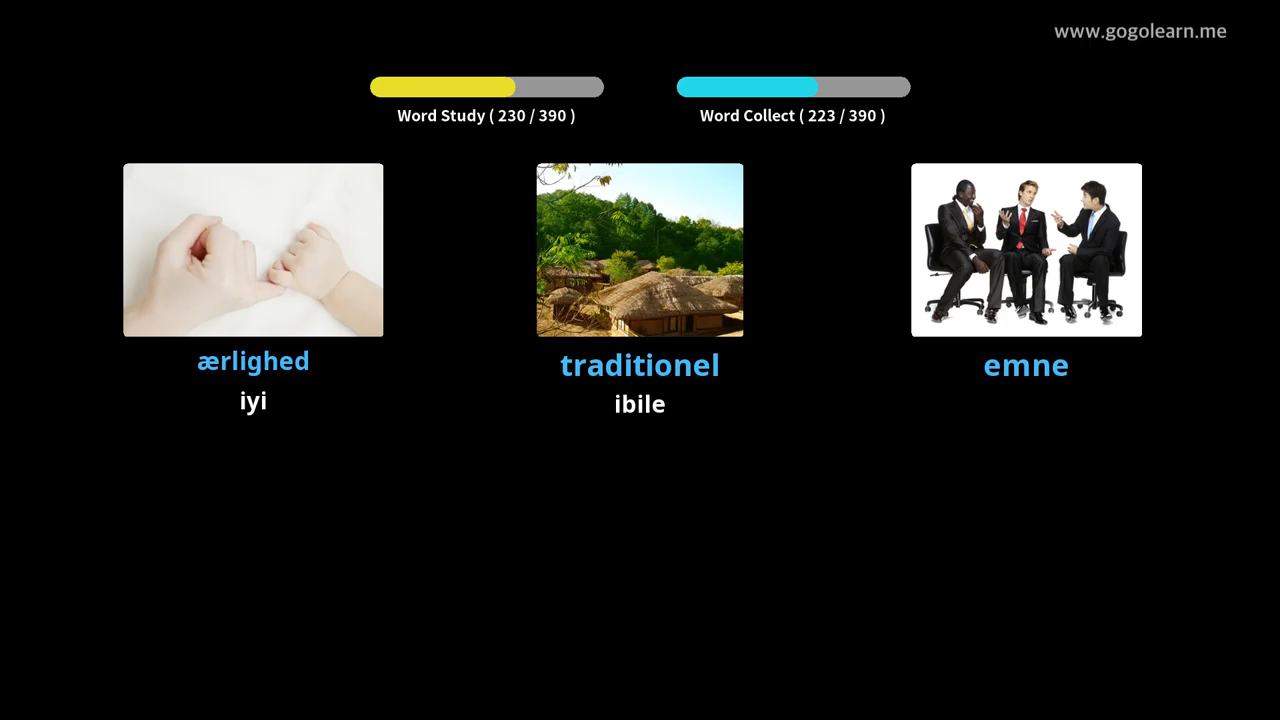 www.gogolearn.me
Word Study ( 230 / 390 )
Word Collect ( 223 / 390 )
ærlighed
iyi
traditionel
ibile
emne